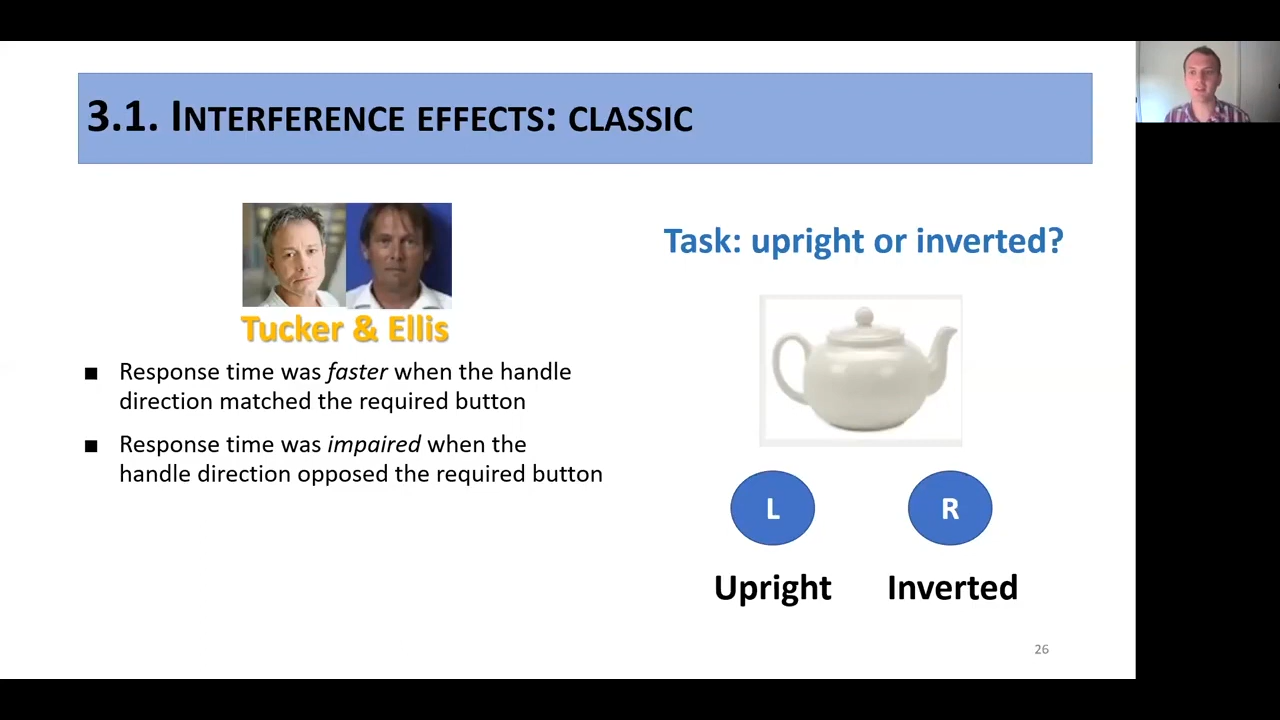 3.1. Interference effects: classic
Tucker & Ellis
■ Response time was faster when the handle
direction matched the required button
■ Response time was impaired when the
handle direction opposed the required button
Task: upright or inverted?
L R
Upright Inverted
26